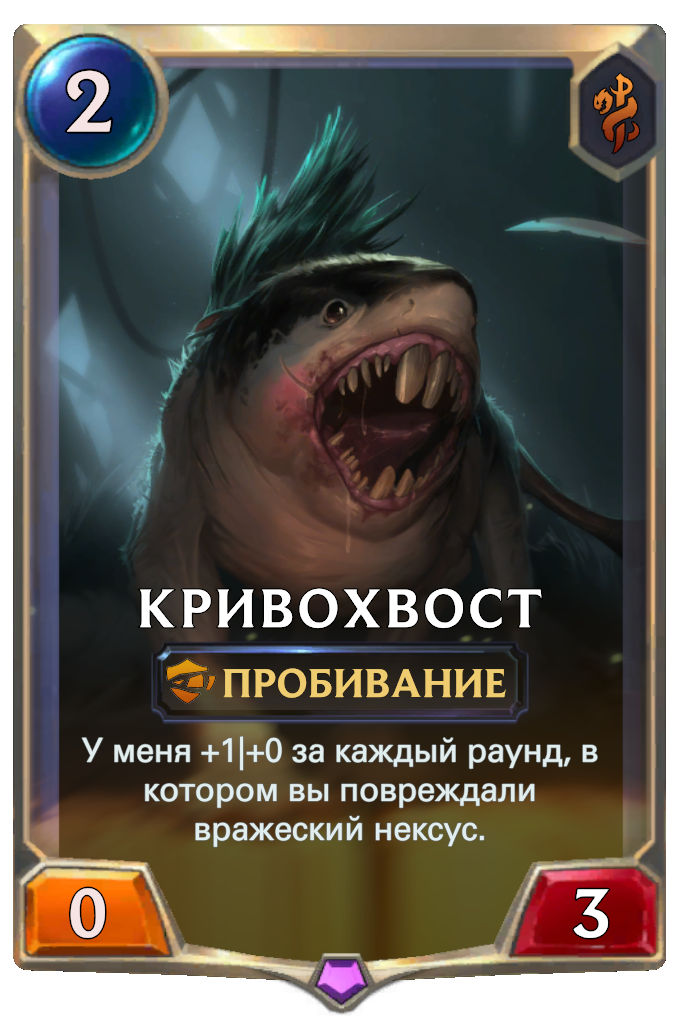 2
КРИВОХВОСТ
ПРОБИВАНИЕ
У меня +1|+0 за каждый раунд, в
котором вы повреждали
вражеский нексус.
0
3